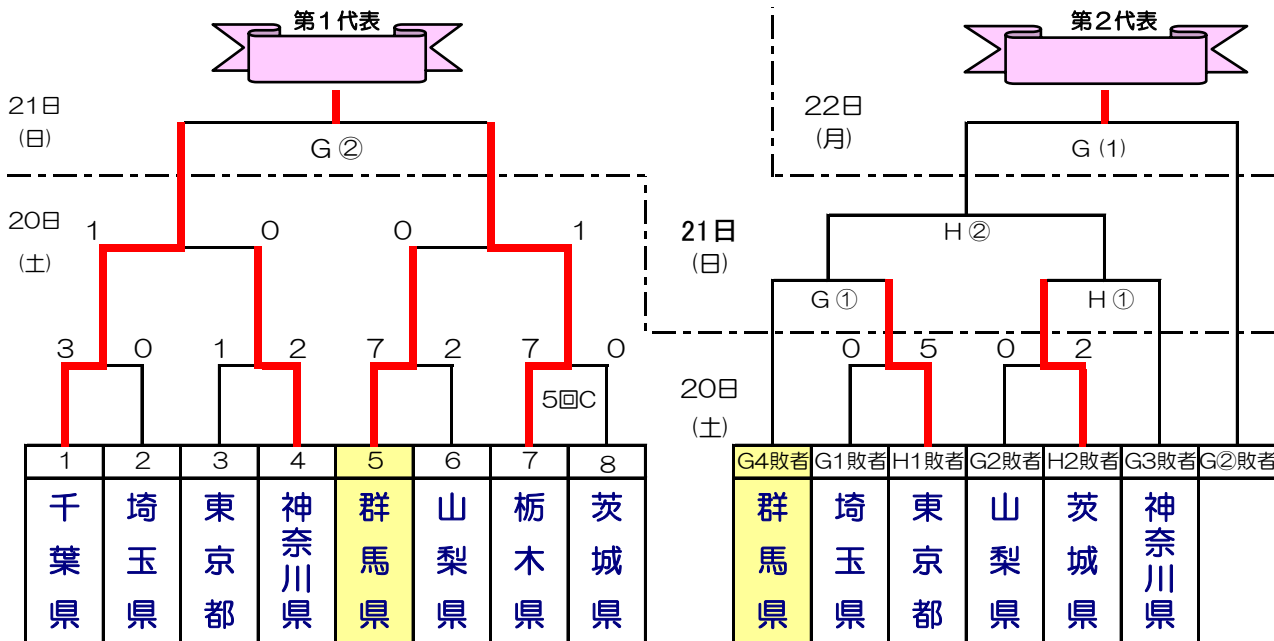 第１代表
第２代表
21日
(日)
22日
(月)
G ②
G (1)
20日
(土)
1
0
0
1
21日
(日)
H ②
G ①
H ①
3
0
1
2
7
2
7
0
0
5
0
2
5回C
20日
(土)
1
2
3
4
5
6
7
8
G4敗者
G1敗者
H1敗者
G2敗者
H2敗者
G3敗者
G②敗者
千葉県
埼玉県
東京都
神奈川県
群馬県
山梨県
栃木県
茨城県
群馬県
埼玉県
東京都
山梨県
茨城県
神奈川県